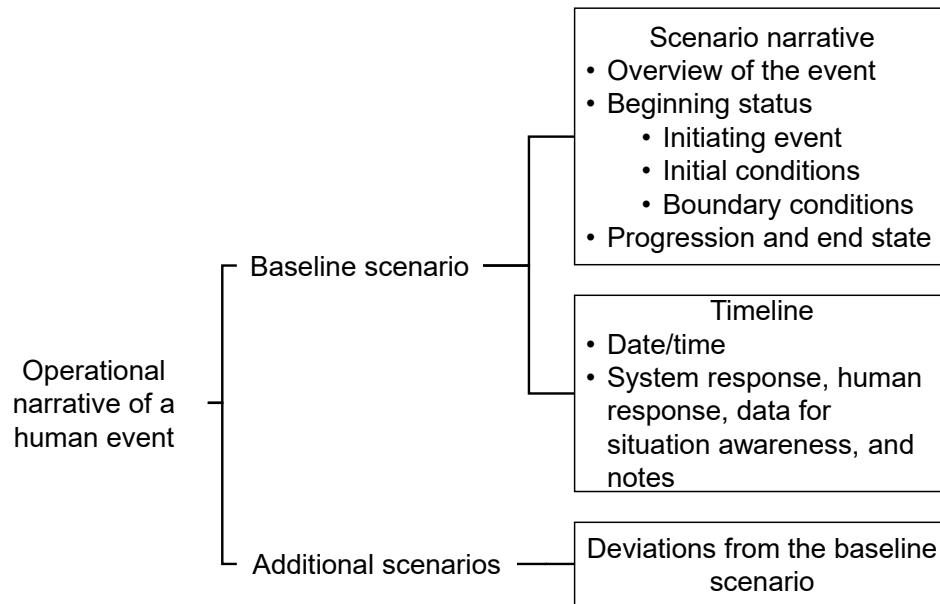 Operational
narrative of a
human event
Baseline scenario
Scenario narrative
• Overview of the event
• Beginning status
• Initiating event
• Initial conditions
• Boundary conditions
• Progression and end state
Timeline
• Date/time
• System response, human
response, data for
situation awareness, and
notes
Additional scenarios
Deviations from the baseline
scenario